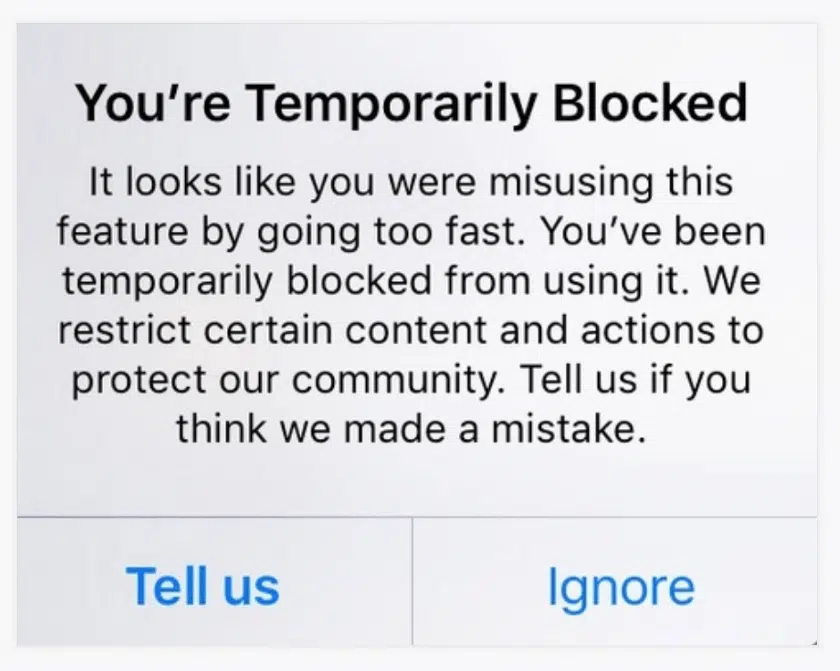 You’re Temporarily Blocked
It looks like you were misusing this
feature by going too fast. You’ve been
temporarily blocked from using it. We
restrict certain content and actions to
protect our community. Tell us if you
think we made a mistake.
Tell us
Ignore